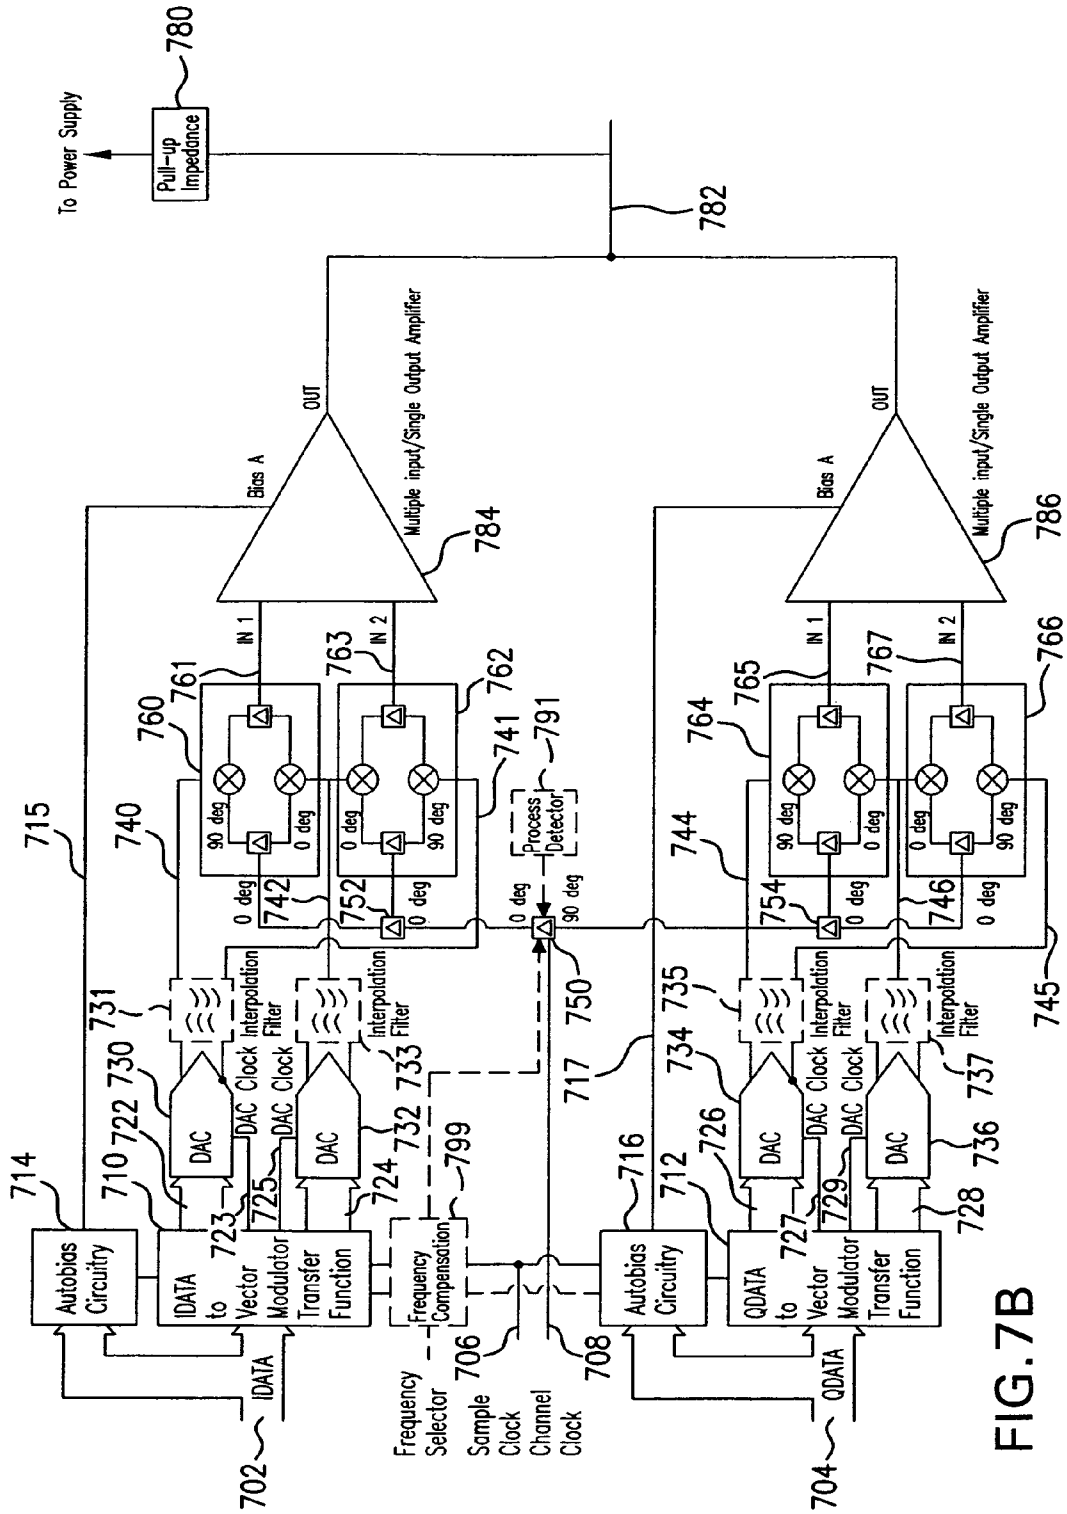 To Power Supply
Pull-up
Impedance
780
782
715
714
Autobias
Circuitry
702
IDATA
710
IDATA
to
Vector
Modulator
Transfer
Function
722
723
725
724
730
DAC
DAC Clock
DAC Clock
732
DAC
731
Interpolation
Filter
733
Interpolation
Filter
740
742
741
760
90 deg
0 deg
0 deg
761
IN 1
752
0 deg
0 deg
90 deg
763
IN 2
762
Bias A
OUT
Multiple input/Single Output Amplifier
784
Frequency
Selector
Frequency
Compensation
799
Sample
Clock
706
Channel
Clock
708
750
0 deg
90 deg
Process
Detector
791
717
716
Autobias
Circuitry
704
QDATA
712
QDATA
to
Vector
Modulator
Transfer
Function
726
727
729
728
734
DAC
DAC Clock
DAC Clock
736
DAC
735
Interpolation
Filter
737
Interpolation
Filter
744
746
745
754
764
90 deg
0 deg
0 deg
765
IN 1
0 deg
90 deg
0 deg
767
IN 2
766
Bias A
OUT
Multiple input/Single Output Amplifier
786
FIG.7B